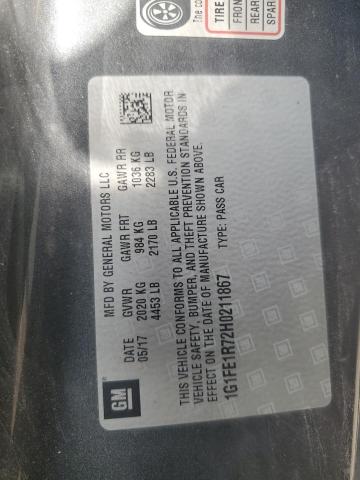 The co
TIRE
FRON
REAR
SPAR
MFD BY GENERAL MOTORS LLC
DATE GVWR GAWR FRT GAWR RR
05/17 2020 KG 984 KG 1036 KG
4453 LB 2170 LB 2283 LB
THIS VEHICLE CONFORMS TO ALL APPLICABLE U.S. FEDERAL MOTOR
VEHICLE SAFETY, BUMPER, AND THEFT PREVENTION STANDARDS IN
EFFECT ON THE DATE OF MANUFACTURE SHOWN ABOVE.
1G1FE1R72H0211867 TYPE: PASS CAR
GM